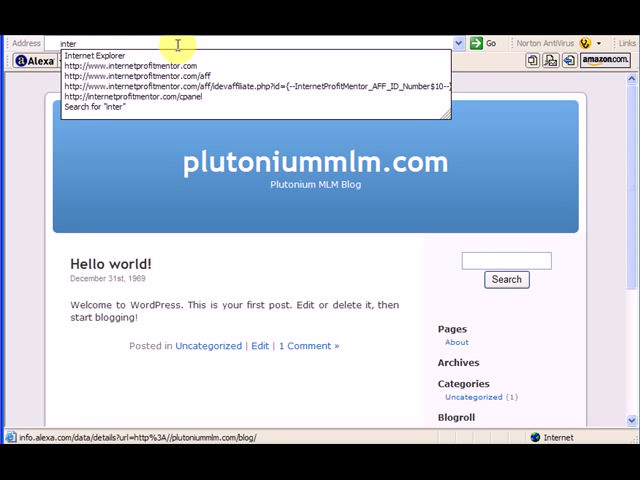 Address inter Go Norton AntiVirus Links
Alexa amazon.com
Internet Explorer
http://www.internetprofitmentor.com
http://www.internetprofitmentor.com/aff
http://www.internetprofitmentor.com/aff/idevaffiliate.php?id={--InternetProfitMentor_AFF_ID_Number$10--}
http://internetprofitmentor.com/cpanel
Search for "inter"
plutoniummlm.com
Plutonium MLM Blog
Hello world!
December 31st, 1969
Welcome to WordPress. This is your first post. Edit or delete it, then
start blogging!
Posted in Uncategorized | Edit | 1 Comment »
Search
Pages
About
Archives
Categories
Uncategorized (1)
Blogroll
info.alexa.com/data/details?url=http%3A//plutoniummlm.com/blog/ Internet